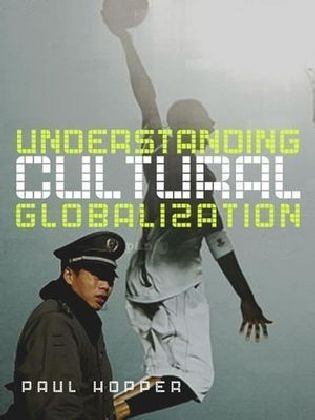 UNDERSTANDING
CULTURAL
GLOBALIZATION
PAUL HOPPER